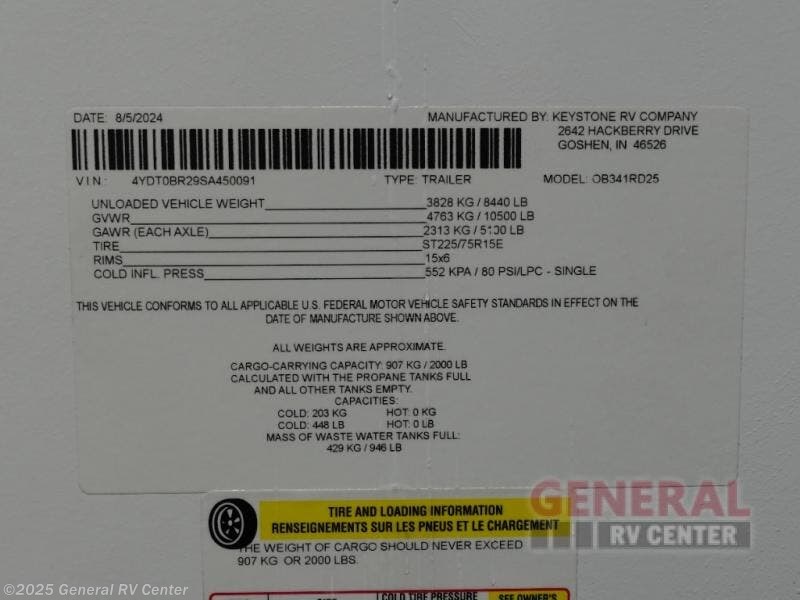 DATE: 8/5/2024
MANUFACTURED BY: KEYSTONE RV COMPANY
2642 HACKBERRY DRIVE
GOSHEN, IN 46526
VIN: 4YDT0BR29SA450091 TYPE: TRAILER MODEL: OB341RD25
UNLOADED VEHICLE WEIGHT 3828 KG / 8440 LB
GVWR 4763 KG / 10500 LB
GAWR (EACH AXLE) 2313 KG / 5100 LB
TIRE ST225/75R15E
RIMS 15x6
COLD INFL. PRESS 552 KPA / 80 PSI/LPC - SINGLE
THIS VEHICLE CONFORMS TO ALL APPLICABLE U.S. FEDERAL MOTOR VEHICLE SAFETY STANDARDS IN EFFECT ON THE
DATE OF MANUFACTURE SHOWN ABOVE.
ALL WEIGHTS ARE APPROXIMATE.
CARGO-CARRYING CAPACITY: 907 KG / 2000 LB
CALCULATED WITH THE PROPANE TANKS FULL
AND ALL OTHER TANKS EMPTY.
CAPACITIES:
COLD: 203 KG HOT: 0 KG
COLD: 448 LB HOT: 0 LB
MASS OF WASTE WATER TANKS FULL:
429 KG / 946 LB
TIRE AND LOADING INFORMATION
RENSEIGNEMENTS SUR LES PNEUS ET LE CHARGEMENT
THE WEIGHT OF CARGO SHOULD NEVER EXCEED
907 KG OR 2000 LBS.
COLD TIRE PRESSURE
SEE OWNER'S
GENERAL
RV CENTER
©2025 General RV Center